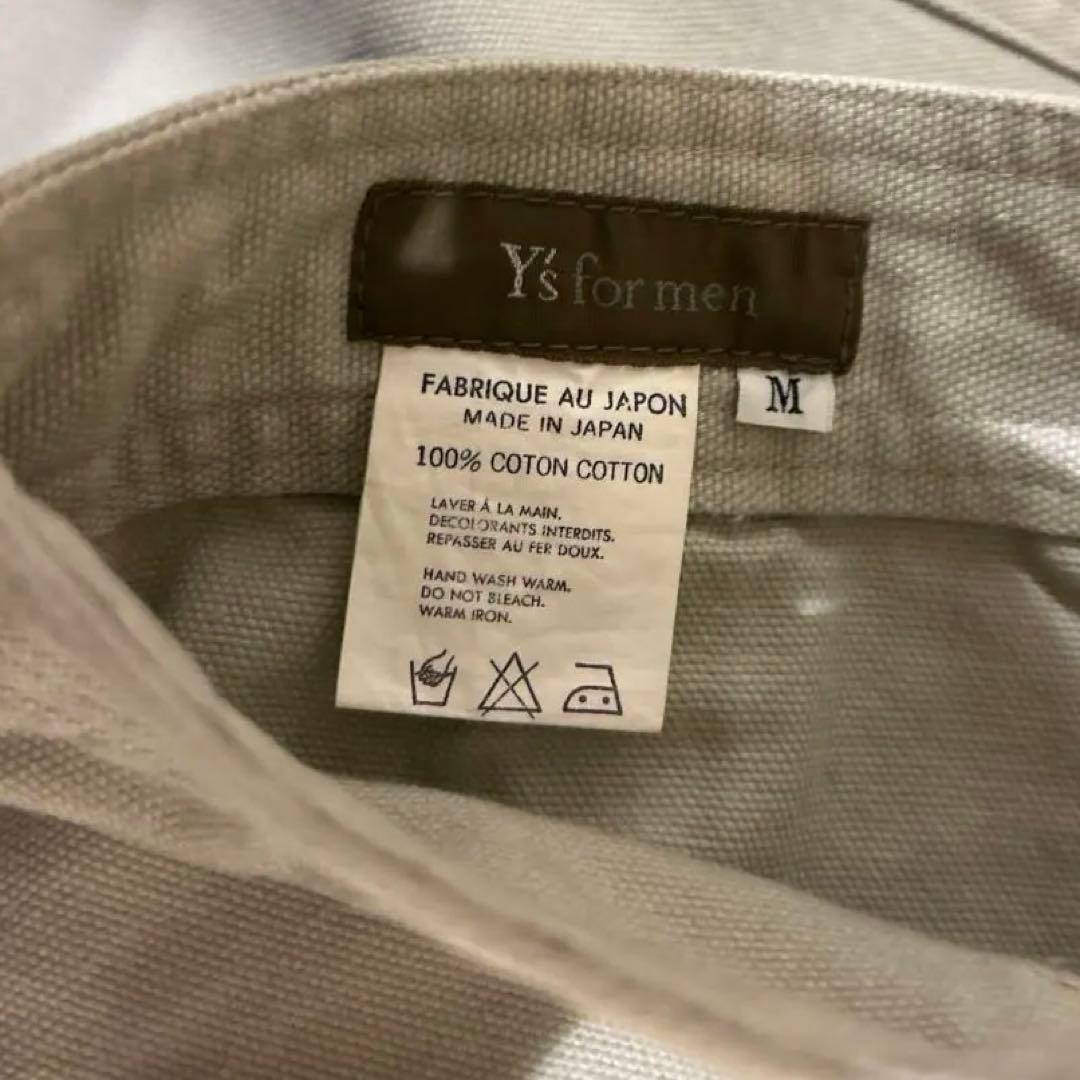 Y's for men
M
FABRIQUE AU JAPON
MADE IN JAPAN
100% COTON COTTON
LAVER À LA MAIN.
DECOLORANTS INTERDITS.
REPASSER AU FER DOUX.
HAND WASH WARM.
DO NOT BLEACH.
WARM IRON.